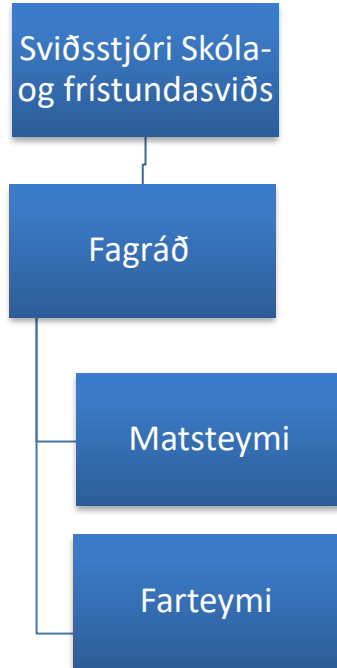 Sviðsstjóri Skóla-
og frístundasviðs
Fagráð
Matsteymi
Farteymi